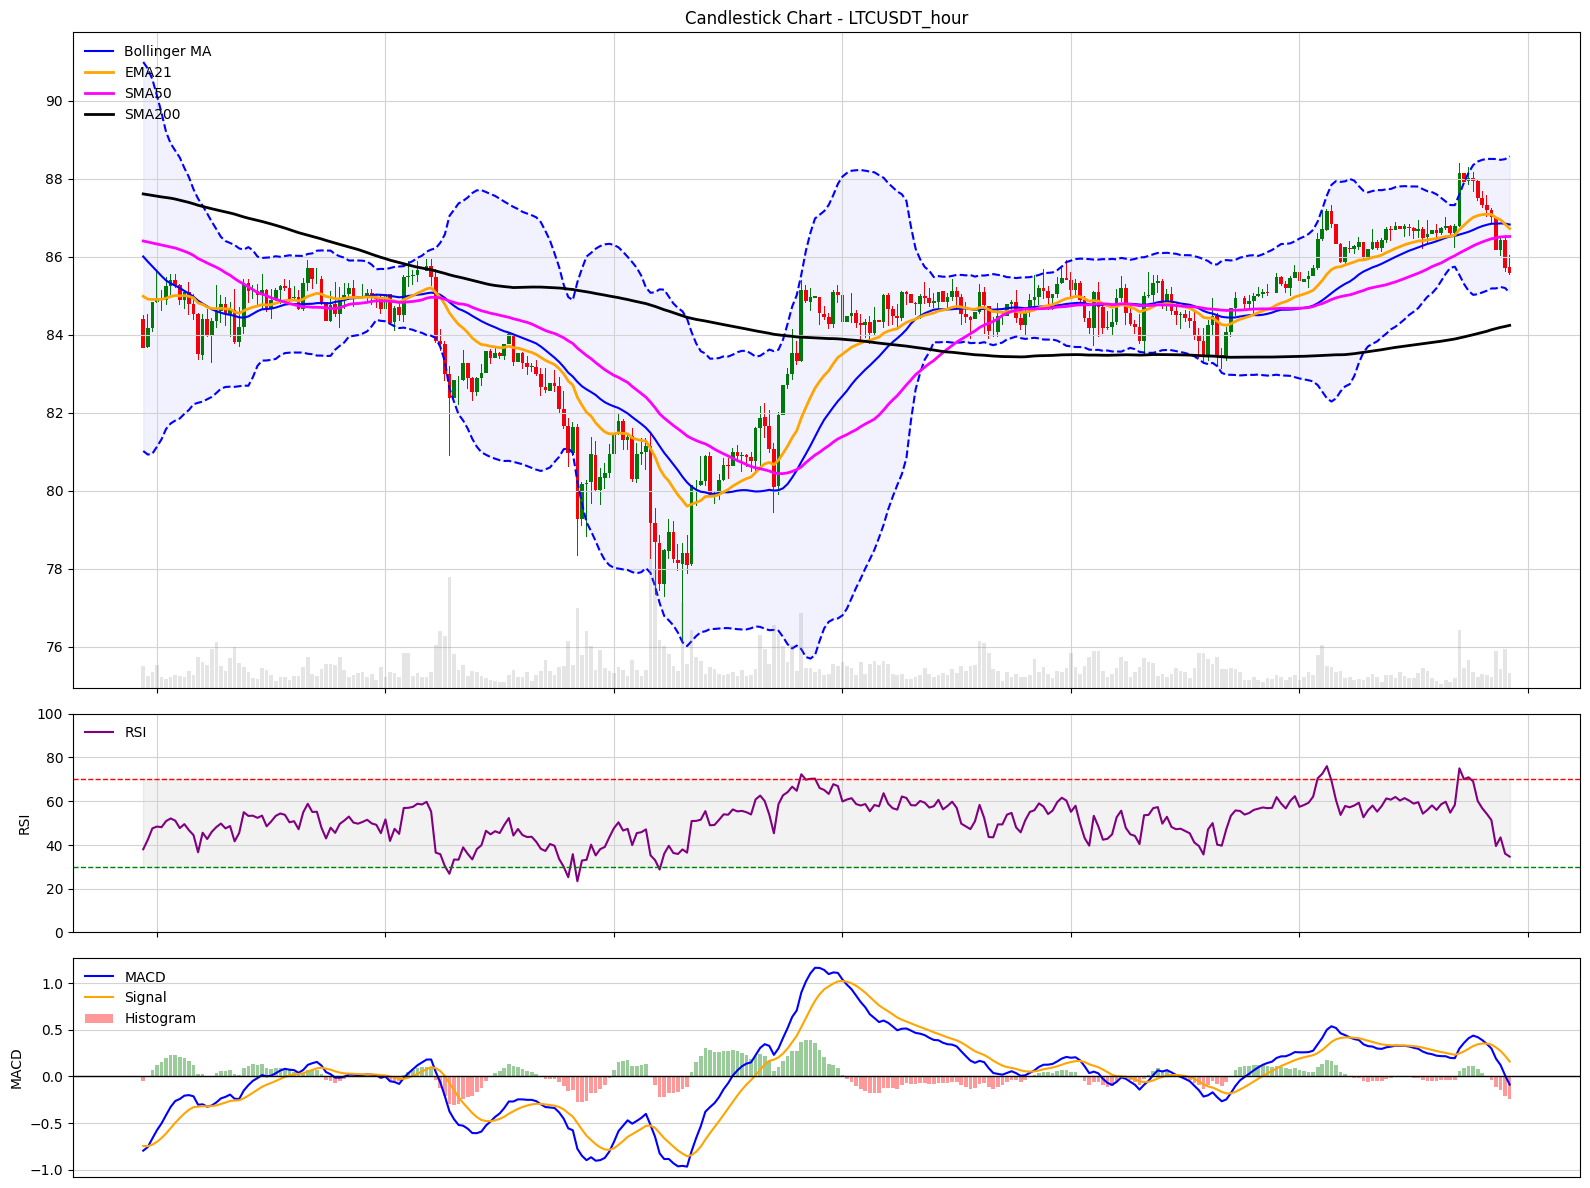 Candlestick Chart - LTCUSDT_hour
Bollinger MA
EMA21
SMA50
SMA200
90
88
86
84
82
80
78
76
RSI
100
80
60
40
20
0
RSI
MACD
Signal
Histogram
1.0
0.5
0.0
−0.5
−1.0
MACD